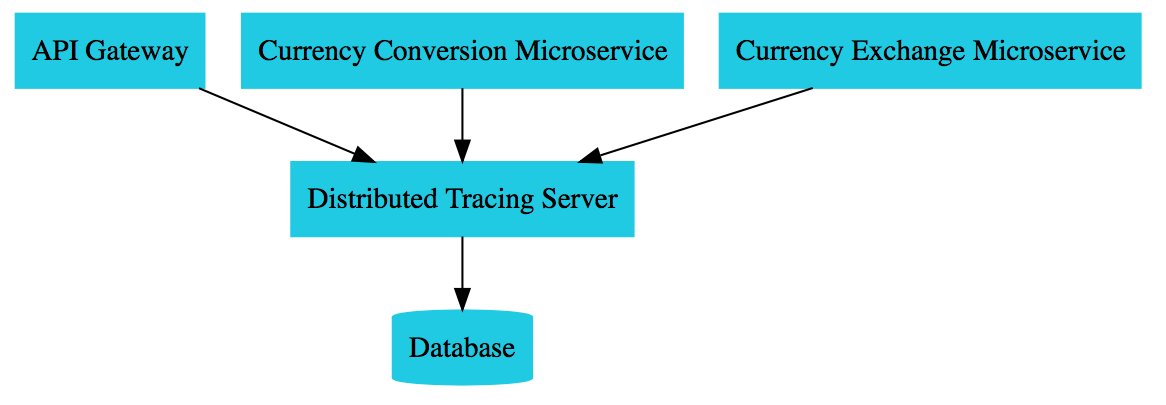 API Gateway
Currency Conversion Microservice
Currency Exchange Microservice
Distributed Tracing Server
Database